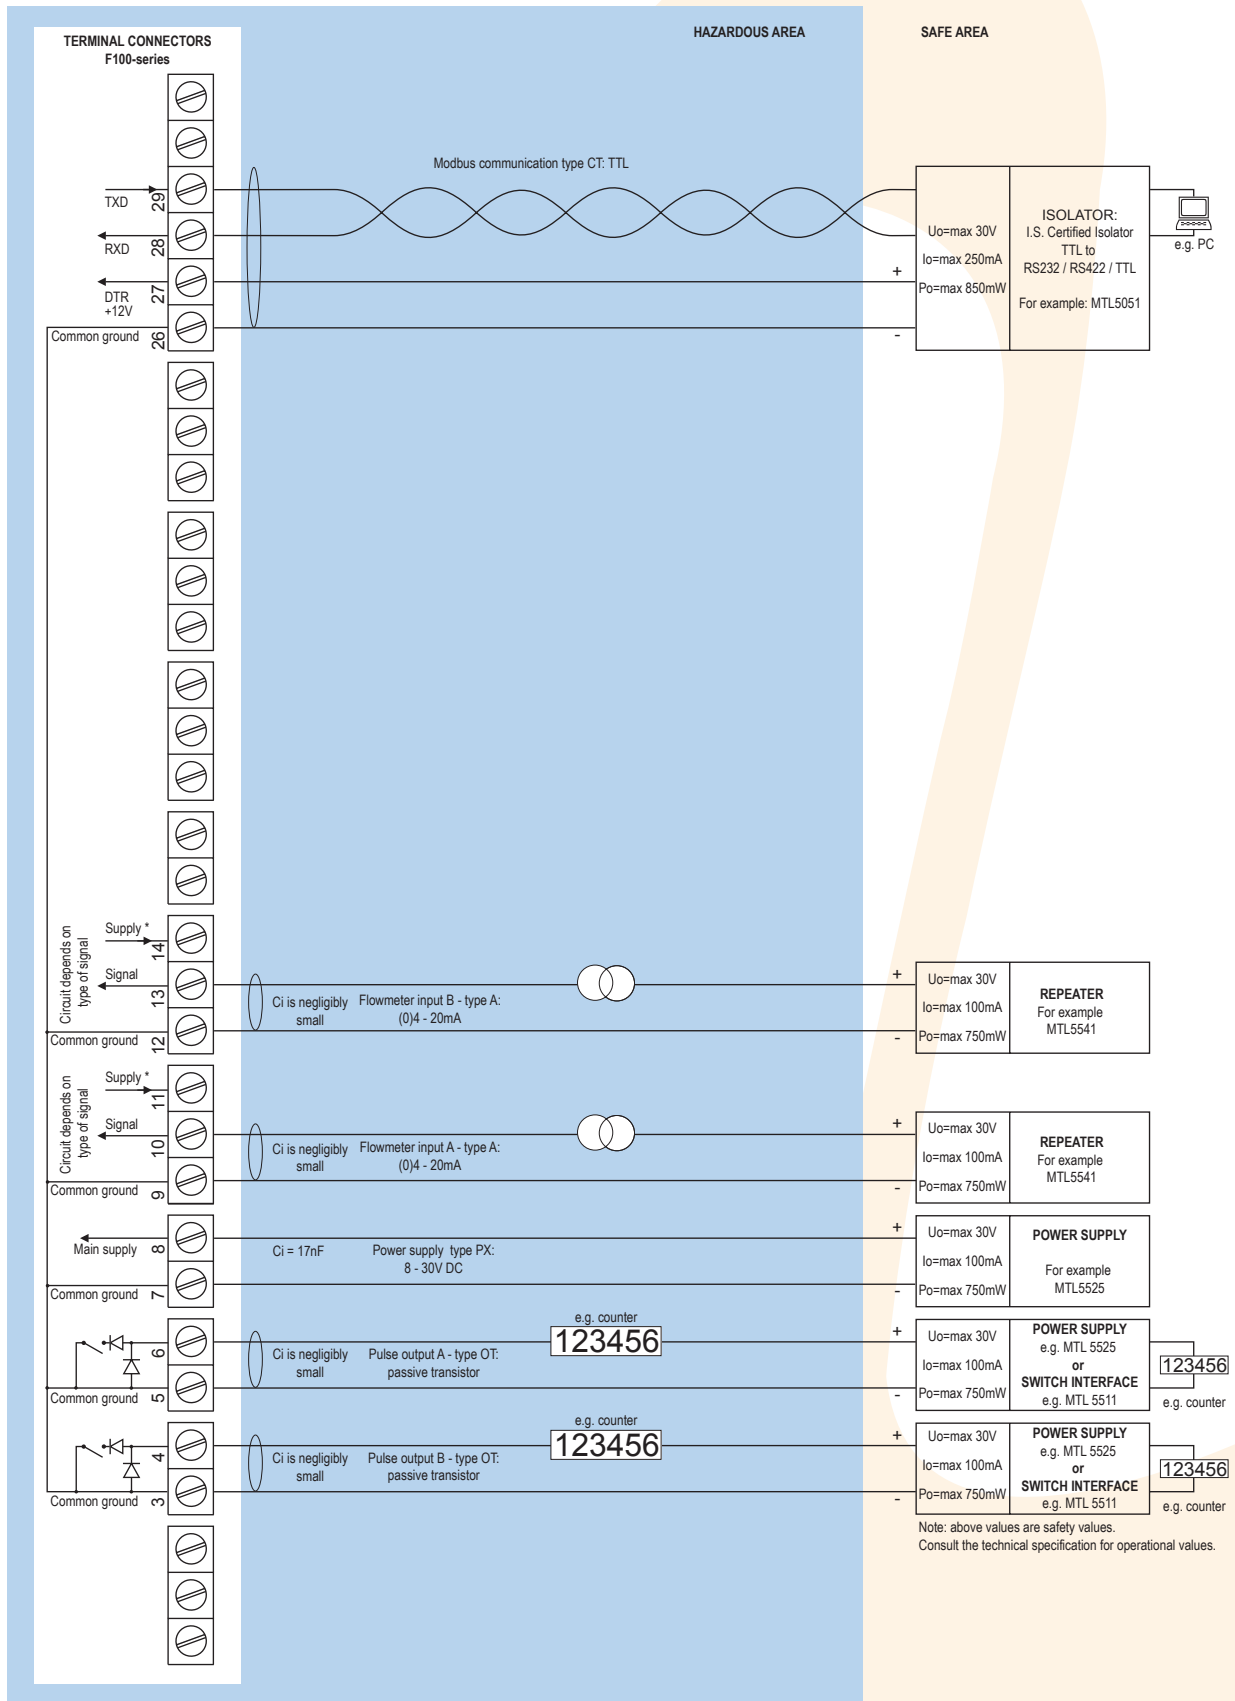 TERMINAL CONNECTORS
F100-series
HAZARDOUS AREA
SAFE AREA
Modbus communication type CT: TTL
TXD
29
RXD
28
DTR
+12V
27
Common ground
26
+
-
Uo=max 30V
Io=max 250mA
Po=max 850mW
ISOLATOR:
I.S. Certified Isolator
TTL to
RS232 / RS422 / TTL
For example: MTL5051
e.g. PC
Circuit depends on
type of signal
Supply *
14
Signal
13
Common ground
12
Ci is negligibly
small
Flowmeter input B - type A:
(0)4 - 20mA
+
-
Uo=max 30V
Io=max 100mA
Po=max 750mW
REPEATER
For example
MTL5541
Circuit depends on
type of signal
Supply *
11
Signal
10
Common ground
9
Ci is negligibly
small
Flowmeter input A - type A:
(0)4 - 20mA
+
-
Uo=max 30V
Io=max 100mA
Po=max 750mW
REPEATER
For example
MTL5541
Main supply
8
Common ground
7
Ci = 17nF
Power supply type PX:
8 - 30V DC
+
-
Uo=max 30V
Io=max 100mA
Po=max 750mW
POWER SUPPLY
For example
MTL5525
6
Common ground
5
Ci is negligibly
small
Pulse output A - type OT:
passive transistor
e.g. counter
123456
+
-
Uo=max 30V
Io=max 100mA
Po=max 750mW
POWER SUPPLY
e.g. MTL 5525
or
SWITCH INTERFACE
e.g. MTL 5511
123456
e.g. counter
4
Common ground
3
Ci is negligibly
small
Pulse output B - type OT:
passive transistor
e.g. counter
123456
+
-
Uo=max 30V
Io=max 100mA
Po=max 750mW
POWER SUPPLY
e.g. MTL 5525
or
SWITCH INTERFACE
e.g. MTL 5511
123456
e.g. counter
Note: above values are safety values.
Consult the technical specification for operational values.